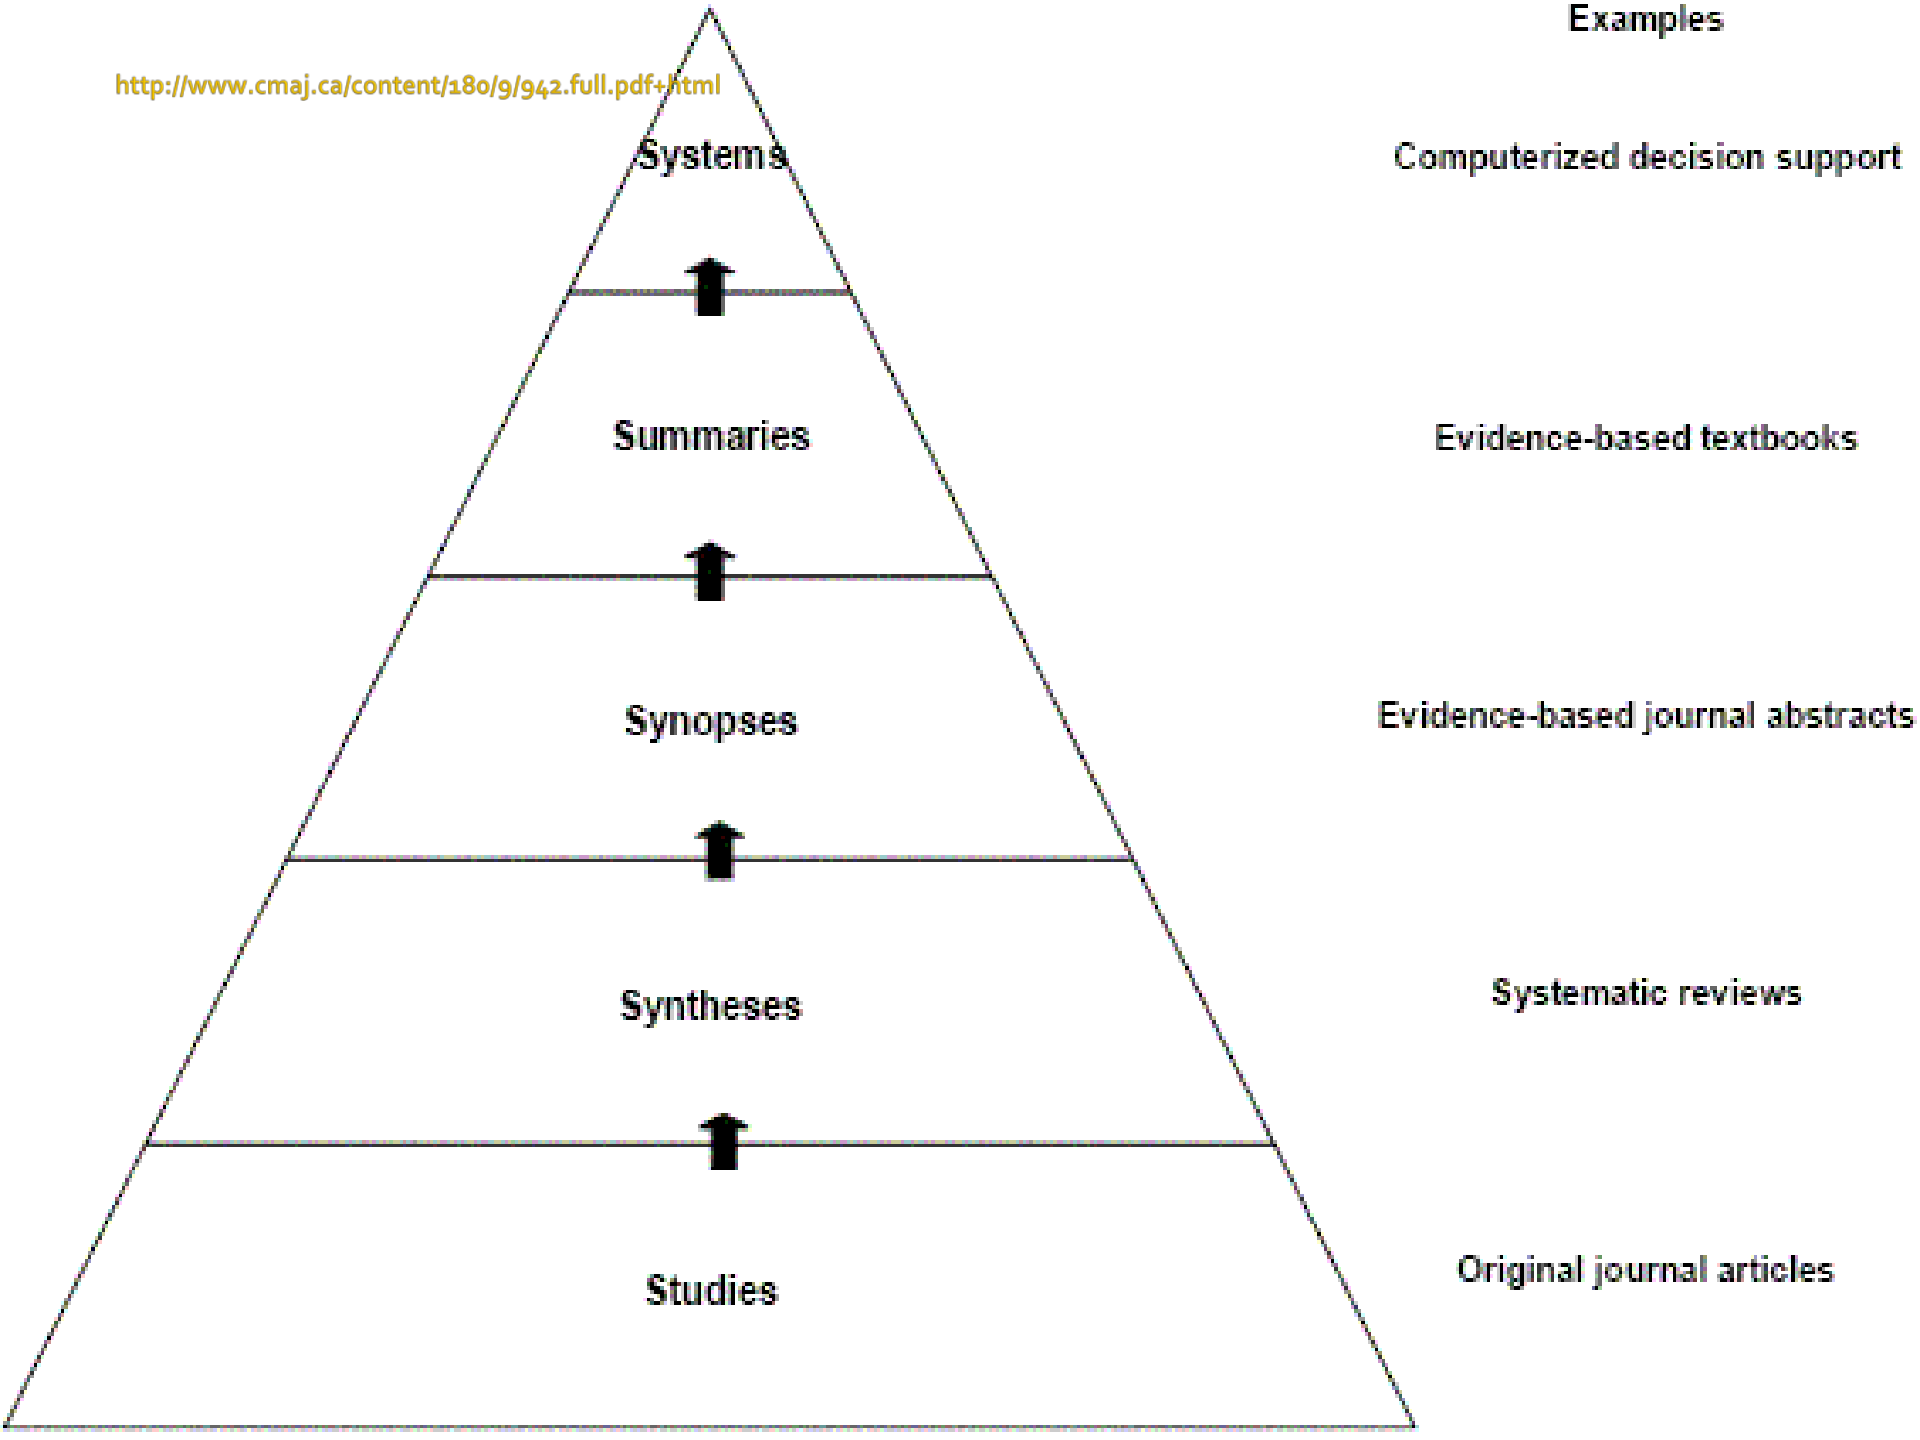 Examples
http://www.cmaj.ca/content/180/9/942.full.pdf+html
Systems
Computerized decision support
Summaries
Evidence-based textbooks
Synopses
Evidence-based journal abstracts
Syntheses
Systematic reviews
Studies
Original journal articles